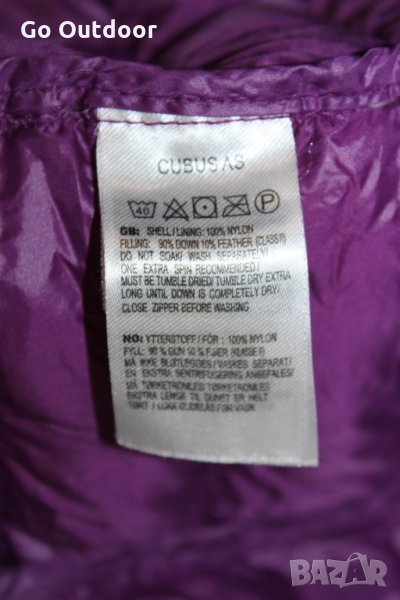 Go Outdoor
CUBUS AS
40 P
GB: SHELL/LINING: 100% NYLON
FILLING: 90% DOWN 10% FEATHER (CLASS II)
DO NOT SOAK/ WASH SEPARATELY/
ONE EXTRA SPIN RECOMMENDED/
MUST BE TUMBLE DRIED/ TUMBLE DRY EXTRA
LONG UNTIL DOWN IS COMPLETELY DRY/
CLOSE ZIPPER BEFORE WASHING
NO: YTTERSTOFF/FÔR: 100% NYLON
FYLL: 90 % DUN 10 % FJÆR (KLASSE II)
MÅ IKKE BLØTLEGGES/ VASKES SEPARAT/
EN EKSTRA SENTRIFUGERING ANBEFALES/
MÅ TØRKETROMLES/ TØRKETROMLES
EKSTRA LENGE TIL DUNET ER HELT
TØRT / LUKK GLIDELÅS FØR VASK
BAZAR